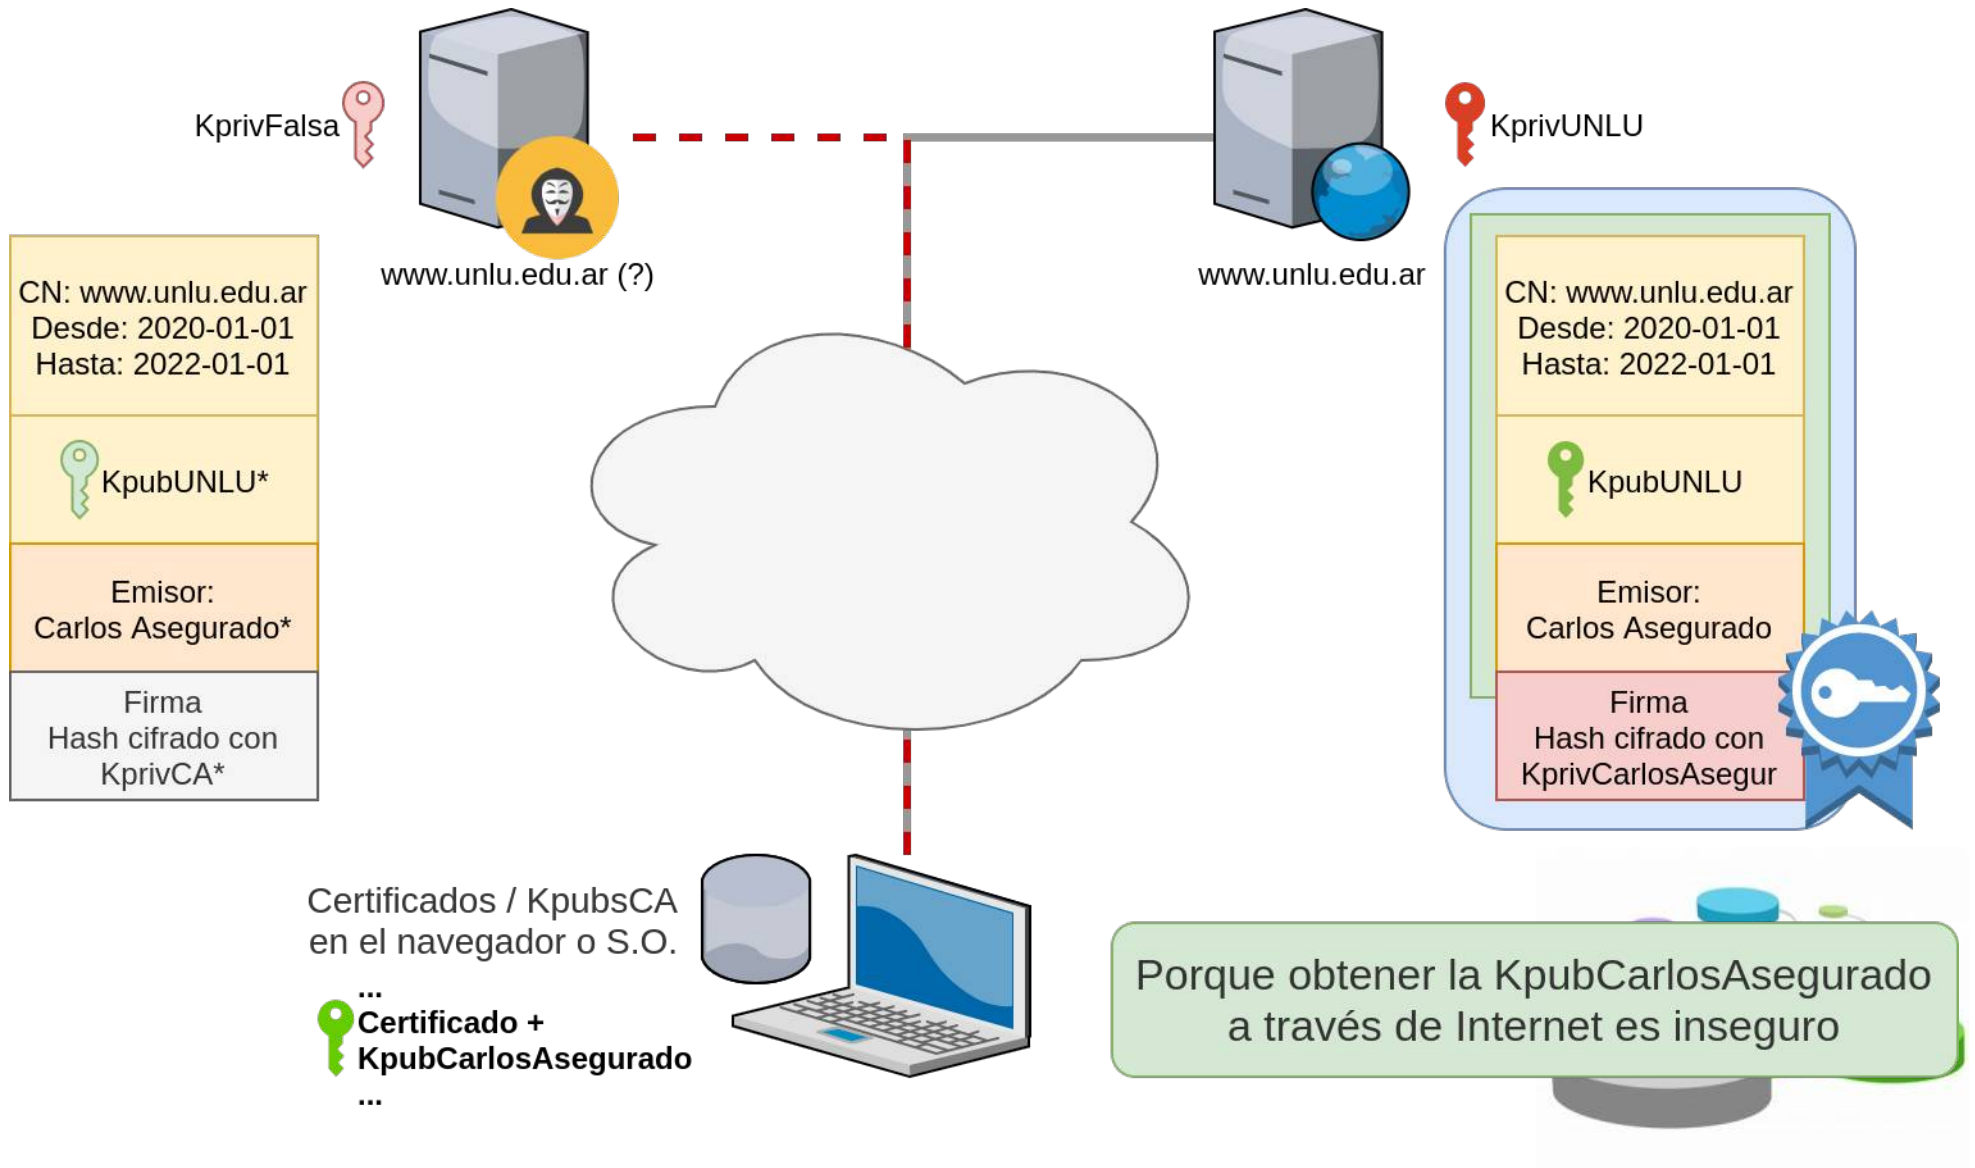 KprivFalsa
www.unlu.edu.ar (?)
KprivUNLU
www.unlu.edu.ar
CN: www.unlu.edu.ar
Desde: 2020-01-01
Hasta: 2022-01-01
KpubUNLU*
Emisor:
Carlos Asegurado*
Firma
Hash cifrado con
KprivCA*
CN: www.unlu.edu.ar
Desde: 2020-01-01
Hasta: 2022-01-01
KpubUNLU
Emisor:
Carlos Asegurado
Firma
Hash cifrado con
KprivCarlosAsegur
Certificados / KpubsCA
en el navegador o S.O.
...
Certificado +
KpubCarlosAsegurado
...
Porque obtener la KpubCarlosAsegurado
a través de Internet es inseguro